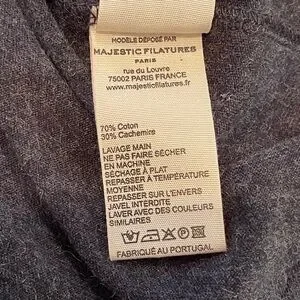 MODÈLE DÉPOSÉ PAR
MAJESTIC FILATURES
PARIS
rue du Louvre
75002 PARIS FRANCE
www.majesticfilatures.com
70% Coton
30% Cachemire
LAVAGE MAIN
NE PAS FAIRE SÉCHER
EN MACHINE
SÉCHAGE À PLAT
REPASSER À TEMPÉRATURE
MOYENNE
REPASSER SUR L'ENVERS
JAVEL INTERDITE
LAVER AVEC DES COULEURS
SIMILAIRES
FABRIQUÉ AU PORTUGAL